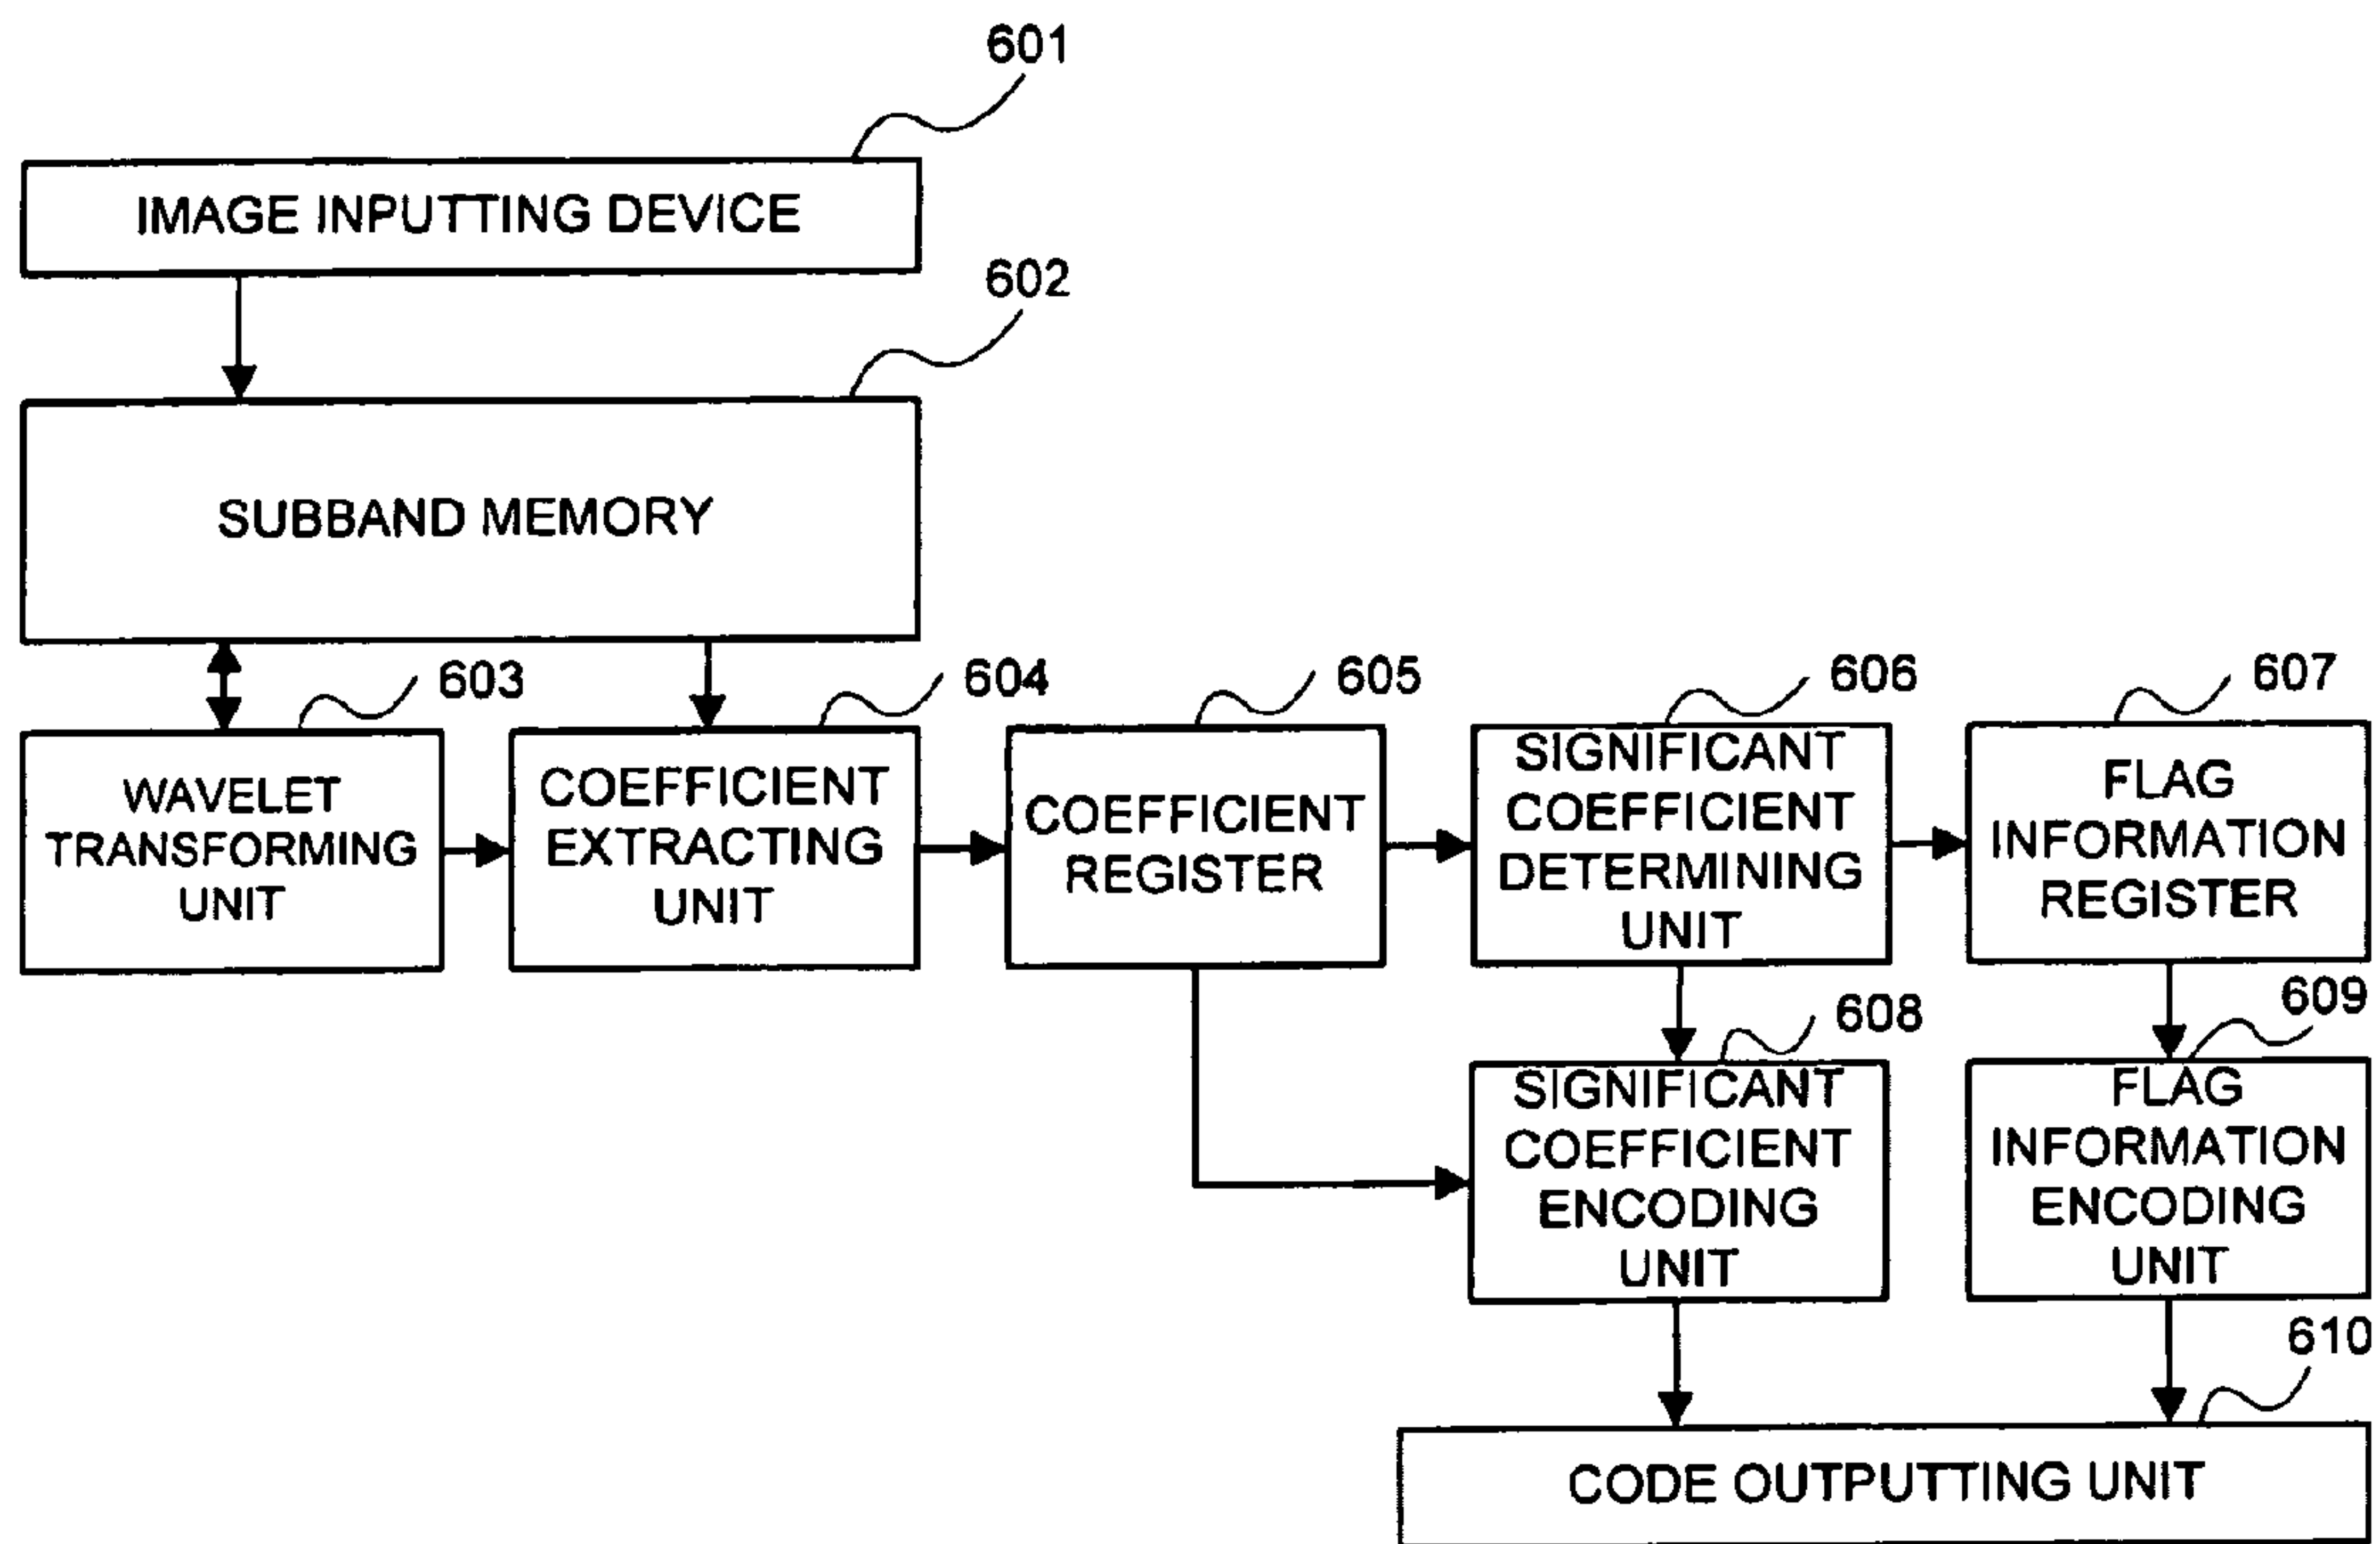 601
IMAGE INPUTTING DEVICE
602
SUBBAND MEMORY
603
WAVELET
TRANSFORMING
UNIT
604
COEFFICIENT
EXTRACTING
UNIT
605
COEFFICIENT
REGISTER
606
SIGNIFICANT
COEFFICIENT
DETERMINING
UNIT
607
FLAG
INFORMATION
REGISTER
608
SIGNIFICANT
COEFFICIENT
ENCODING
UNIT
609
FLAG
INFORMATION
ENCODING
UNIT
610
CODE OUTPUTTING UNIT